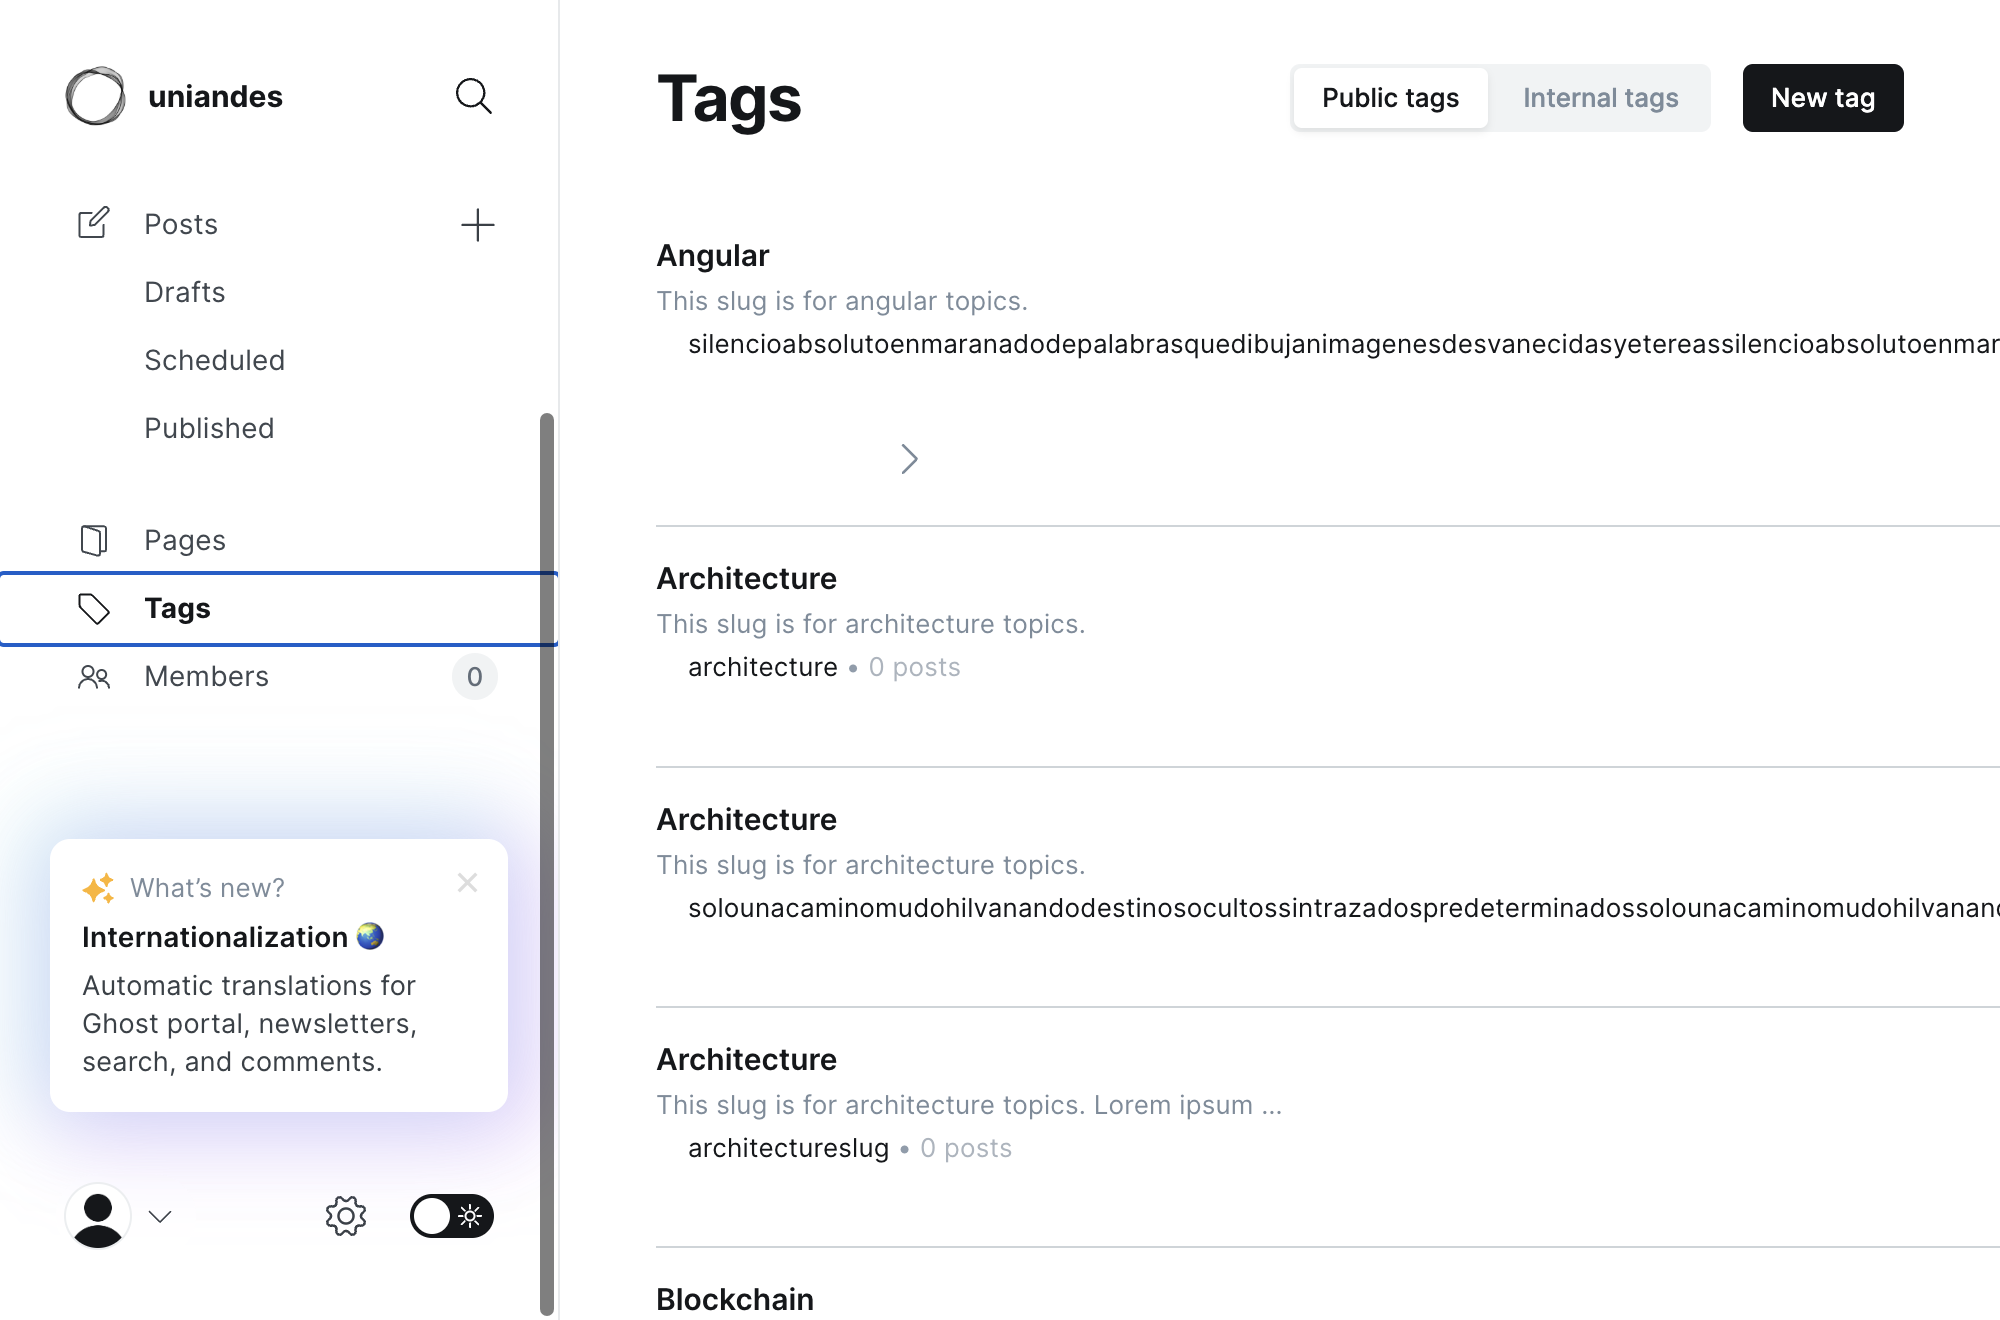 uniandes
Posts
Drafts
Scheduled
Published
Pages
Tags
Members
0
What's new?
Internationalization
Automatic translations for
Ghost portal, newsletters,
search, and comments.
Tags
Public tags
Internal tags
New tag
Angular
This slug is for angular topics.
silencioabsolutoenmaranadodepalabrasquedibujanimagenesdesvanecidasyetereassilencioabsolutoenmar
Architecture
This slug is for architecture topics.
architecture • 0 posts
Architecture
This slug is for architecture topics.
solounacaminomudohilvanandodestinosocultossintrazadospredeterminadossolounacaminomudohilvanand
Architecture
This slug is for architecture topics. Lorem ipsum ...
architectureslug • 0 posts
Blockchain